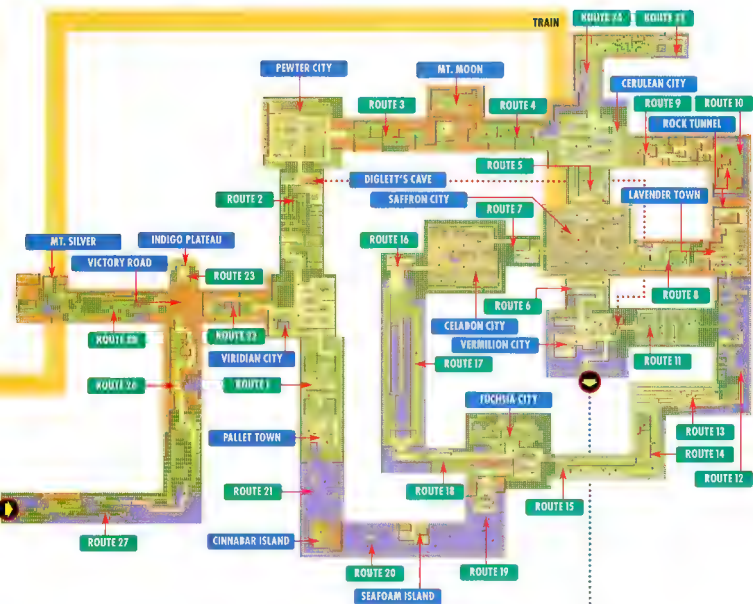 TRAIN
ROUTE 24
ROUTE 25
PEWTER CITY
MT. MOON
CERULEAN CITY
ROUTE 3
ROUTE 4
ROUTE 9
ROUTE 10
ROCK TUNNEL
ROUTE 5
DIGLETT'S CAVE
ROUTE 2
SAFFRON CITY
ROUTE 7
LAVENDER TOWN
MT. SILVER
INDIGO PLATEAU
ROUTE 16
VICTORY ROAD
ROUTE 23
ROUTE 8
ROUTE 6
CELADON CITY
ROUTE 28
ROUTE 22
VIRIDIAN CITY
VERMILION CITY
ROUTE 11
ROUTE 17
ROUTE 26
ROUTE 1
FUCHSIA CITY
PALLET TOWN
ROUTE 13
ROUTE 14
ROUTE 21
ROUTE 18
ROUTE 15
ROUTE 12
ROUTE 27
CINNABAR ISLAND
ROUTE 20
ROUTE 19
SEAFOAM ISLAND